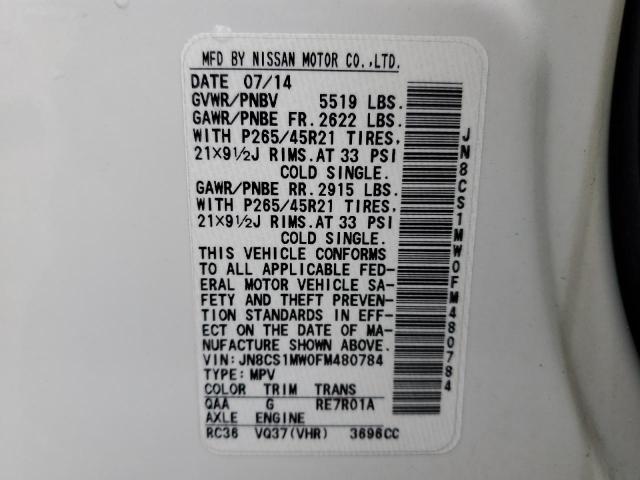 MFD BY NISSAN MOTOR CO.,LTD.
DATE 07/14
GVWR/PNBV 5519 LBS.
GAWR/PNBE FR.2622 LBS.
WITH P265/45R21 TIRES,
21×9½J RIMS.AT 33 PSI
COLD SINGLE.
GAWR/PNBE RR.2915 LBS.
WITH P265/45R21 TIRES,
21×9½J RIMS.AT 33 PSI
COLD SINGLE.
THIS VEHICLE CONFORMS
TO ALL APPLICABLE FED-
ERAL MOTOR VEHICLE SA-
FETY AND THEFT PREVEN-
TION STANDARDS IN EFF-
ECT ON THE DATE OF MA-
NUFACTURE SHOWN ABOVE.
VIN:JN8CS1MW0FM480784
TYPE:MPV
COLOR TRIM TRANS
QAA G RE7R01A
AXLE ENGINE
RC36 VQ37(VHR) 3696CC
JN8CS1MW0FM480784